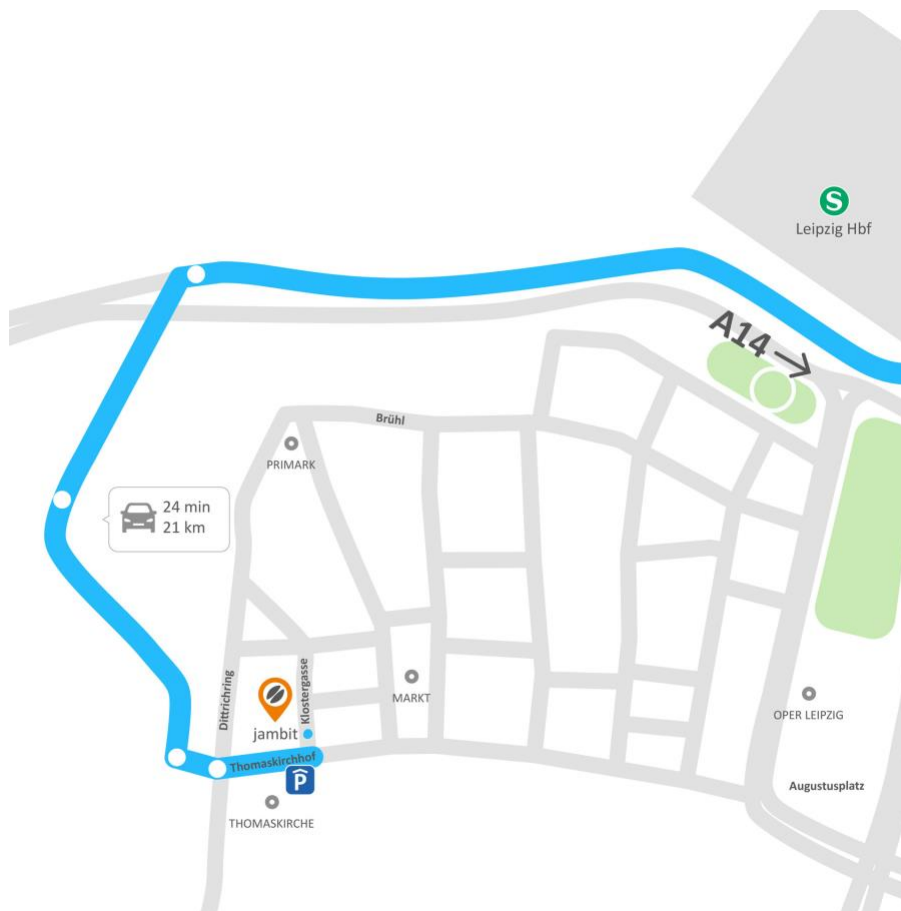 S
Leipzig Hbf
A14
Brühl
PRIMARK
24 min
21 km
Dittrichring
Klostergasse
MARKT
jambit
OPER LEIPZIG
Thomaskirchhof
P
Augustusplatz
THOMASKIRCHE